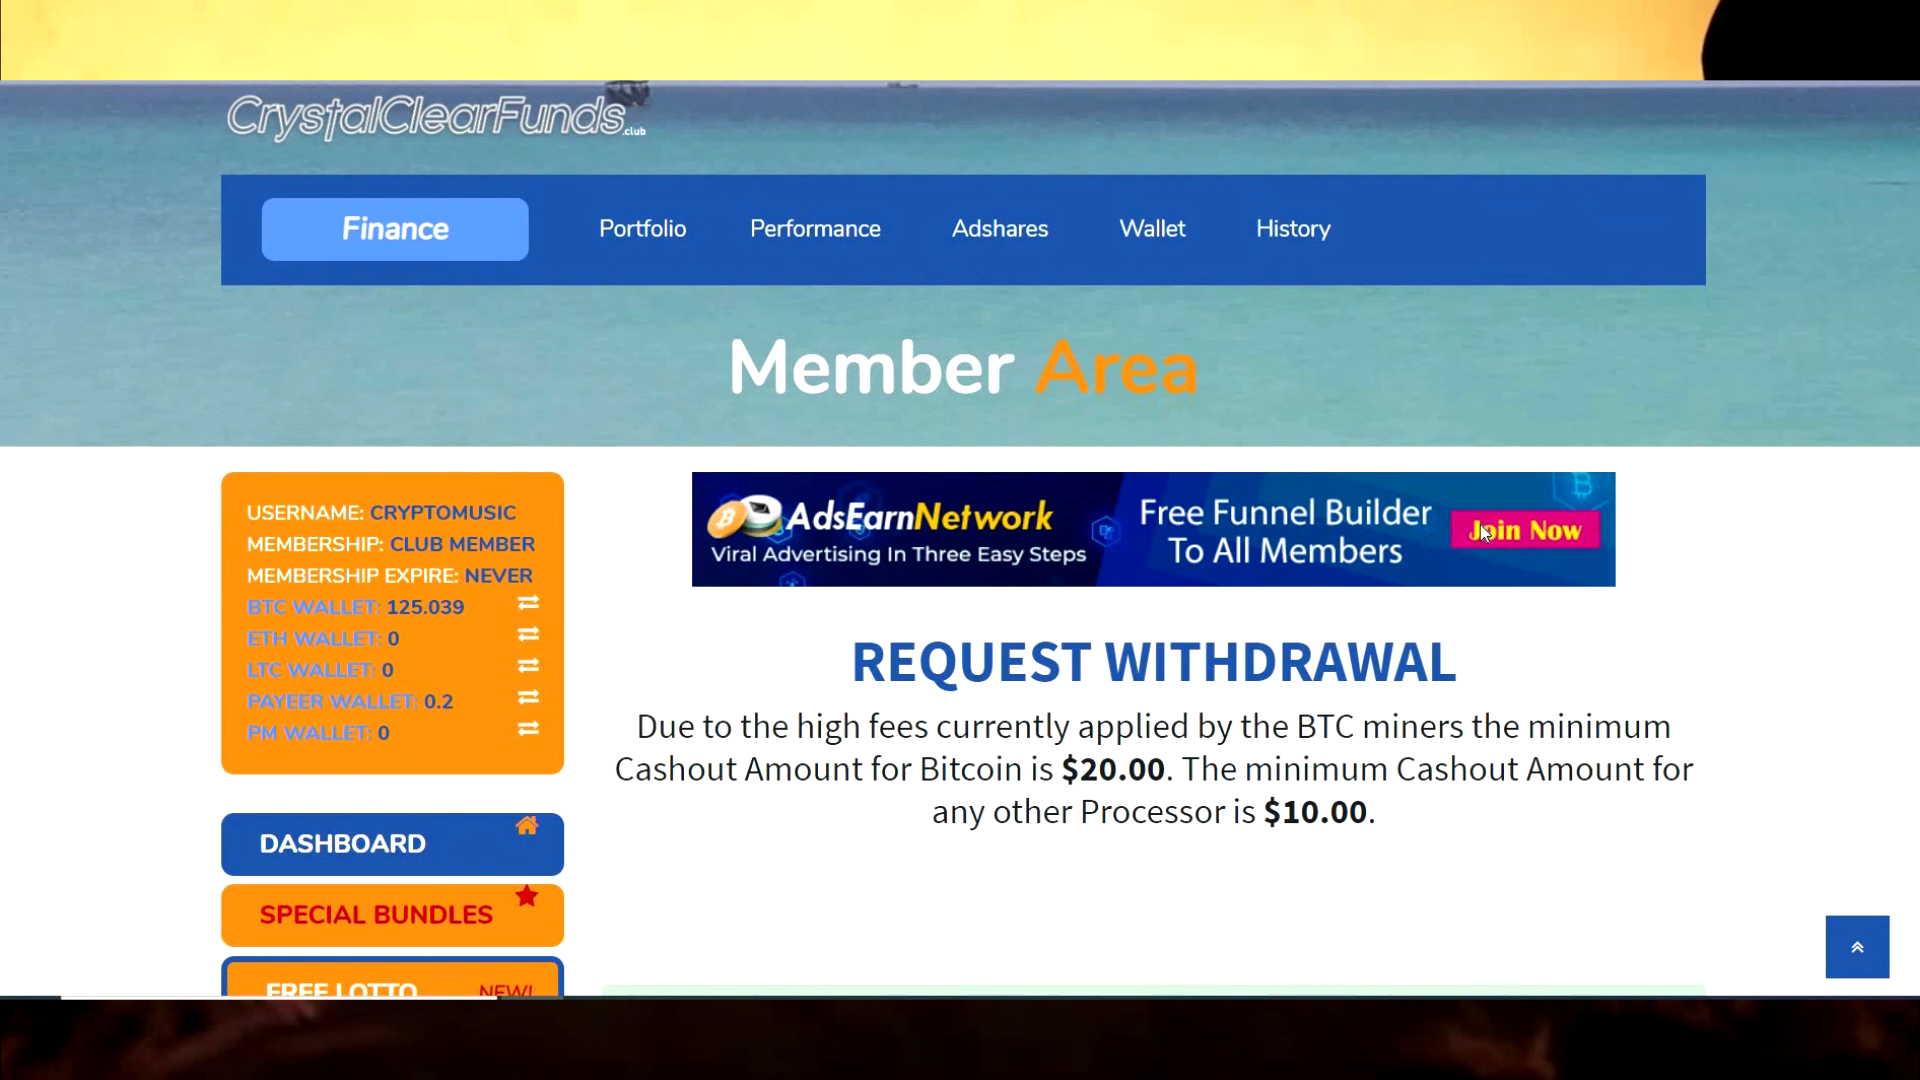 CrystalClearFunds.club
Finance
Portfolio
Performance
Adshares
Wallet
History
Member Area
USERNAME: CRYPTOMUSIC
MEMBERSHIP: CLUB MEMBER
MEMBERSHIP EXPIRE: NEVER
BTC WALLET: 125.039
ETH WALLET: 0
LTC WALLET: 0
PAYEER WALLET: 0.2
PM WALLET: 0
AdsEarnNetwork
Viral Advertising In Three Easy Steps
Free Funnel Builder
To All Members
Join Now
REQUEST WITHDRAWAL
Due to the high fees currently applied by the BTC miners the minimum
Cashout Amount for Bitcoin is $20.00. The minimum Cashout Amount for
any other Processor is $10.00.
DASHBOARD
SPECIAL BUNDLES
FREE LOTTO NEW!